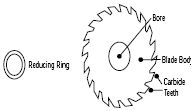 Bore
Reducing Ring
Blade Body
Carbide
Teeth